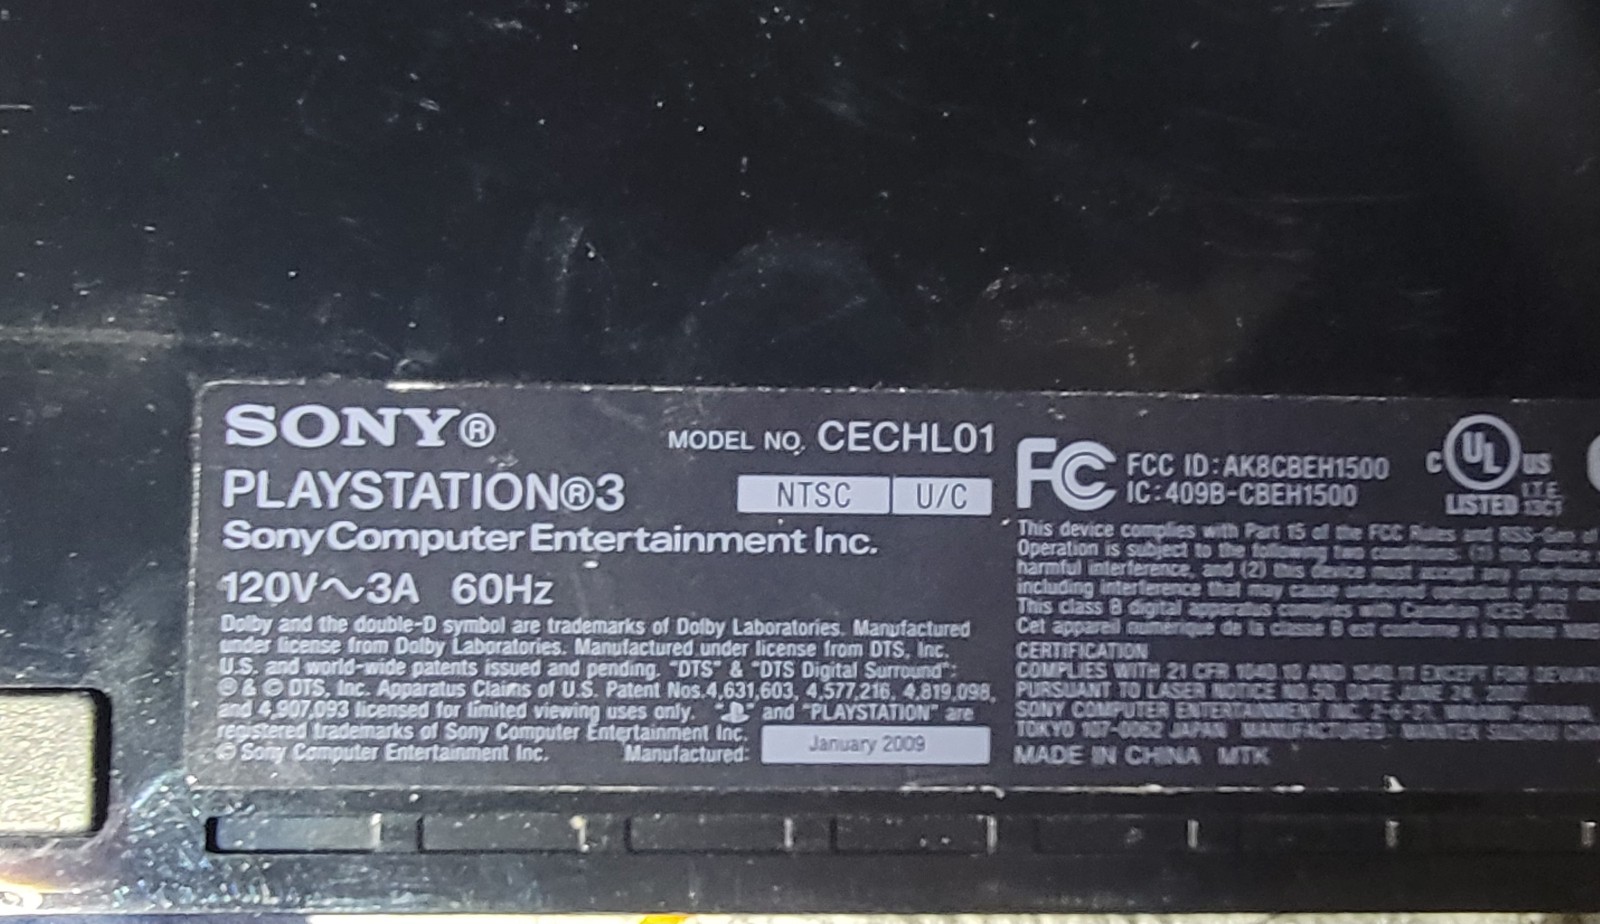 SONY®
MODEL NO. CECHL01
PLAYSTATION®3
NTSC U/C
Sony Computer Entertainment Inc.
120V～3A 60Hz
Dolby and the double-D symbol are trademarks of Dolby Laboratories. Manufactured
under license from Dolby Laboratories. Manufactured under license from DTS, Inc.
U.S. and world-wide patents issued and pending. "DTS" & "DTS Digital Surround":
℗ & © DTS, Inc. Apparatus Claims of U.S. Patent Nos.4,631,603, 4,577,216, 4,819,098,
and 4,907,093 licensed for limited viewing uses only. " " and "PLAYSTATION" are
registered trademarks of Sony Computer Entertainment Inc.
© Sony Computer Entertainment Inc. Manufactured: January 2009
FC FCC ID:AK8CBEH1500
IC:409B-CBEH1500
C UL US
LISTED I.T.E. 13C1
This device complies with Part 15 of the FCC Rules and
Operation is subject to the following two conditions: (1) this device
harmful interference, and (2) this device must accept any
including interference that may cause undesired operation of the
This class B digital apparatus complies with Canadian
Cet appareil numérique de la classe B est conforme à la norme
CERTIFICATION
COMPLIES WITH 21 CFR 1040.10 AND 1040.11 EXCEPT FOR
PURSUANT TO LASER NOTICE NO.50, DATE JUNE 24,
SONY COMPUTER ENTERTAINMENT INC.
TOKYO 107-0062 JAPAN MANUFACTURED:
MADE IN CHINA MTK